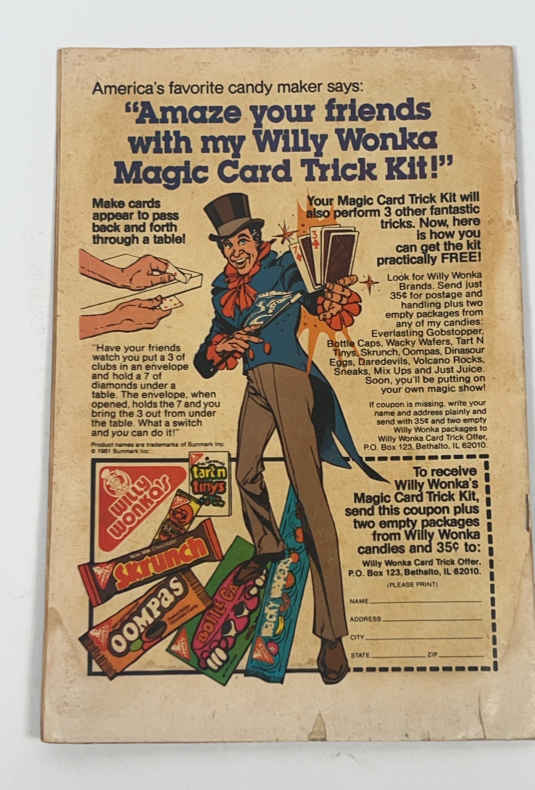 America's favorite candy maker says:
"Amaze your friends
with my Willy Wonka
Magic Card Trick Kit!"
Make cards
appear to pass
back and forth
through a table!
Your Magic Card Trick Kit will
also perform 3 other fantastic
tricks. Now, here
is how you
can get the kit
practically FREE!
Look for Willy Wonka
Brands. Send just
35¢ for postage and
handling plus two
empty packages from
any of my candies:
Everlasting Gobstopper,
Bottle Caps, Wacky Wafers, Tart N
Tinys, Skrunch, Oompas, Dinasour
Eggs, Daredevils, Volcano Rocks,
Sneaks, Mix Ups and Just Juice.
Soon, you'll be putting on
your own magic show!
"Have your friends
watch you put a 3 of
clubs in an envelope
and hold a 7 of
diamonds under a
table. The envelope, when
opened, holds the 7 and you
bring the 3 out from under
the table. What a switch
and you can do it!"
Product names are trademarks of Sunmark Inc.
© 1981 Sunmark Inc.
If coupon is missing, write your
name and address plainly and
send with 35¢ and two empty
Willy Wonka packages to
Willy Wonka Card Trick Offer,
P.O. Box 123, Bethalto, IL 62010.
WILLY
WONKA'S
tart n
tinys
SKRUNCH
OOMPAS
WACKY WAFERS
To receive
Willy Wonka's
Magic Card Trick Kit,
send this coupon plus
two empty packages
from Willy Wonka
candies and 35¢ to:
Willy Wonka Card Trick Offer,
P.O. Box 123, Bethalto, IL 62010.
(PLEASE PRINT)
NAME
ADDRESS
CITY
STATE ZIP